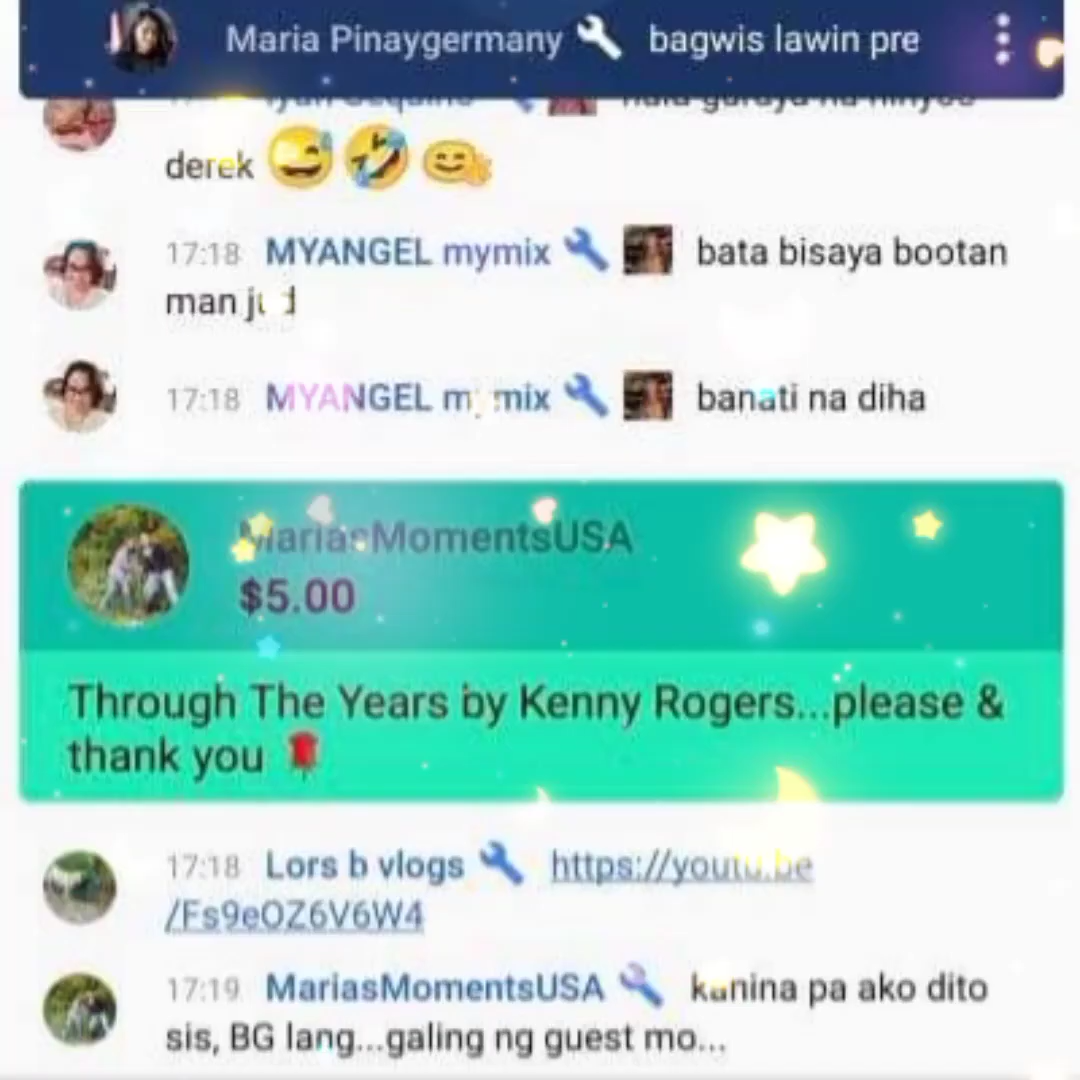 Maria Pinaygermany bagwis lawin pre
derek
17:18 MYANGEL mymix bata bisaya bootan
man jud
17:18 MYANGEL mymix banati na diha
MariasMomentsUSA
$5.00
Through The Years by Kenny Rogers...please &
thank you
17:18 Lors b vlogs https://youtu.be
/Fs9eOZ6V6W4
17:19 MariasMomentsUSA kanina pa ako dito
sis, BG lang...galing ng guest mo...